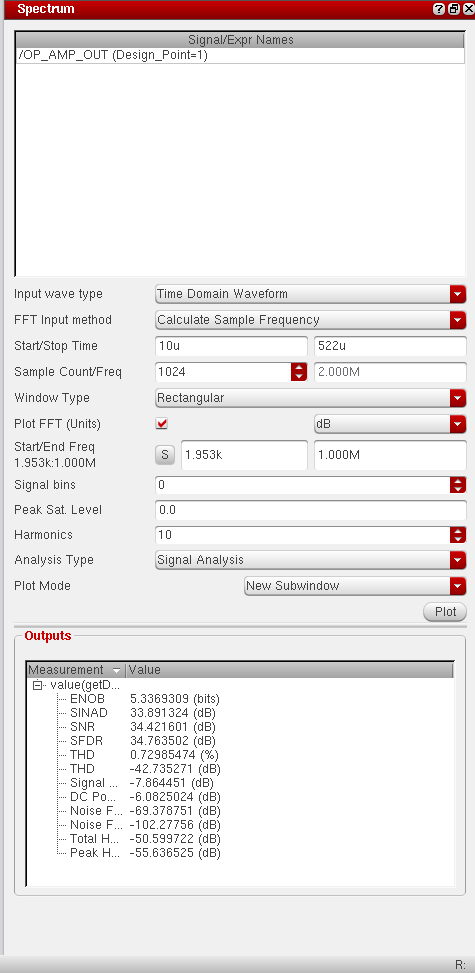 Spectrum
Signal/Expr Names
/OP_AMP_OUT (Design_Point=1)
Input wave type Time Domain Waveform
FFT Input method Calculate Sample Frequency
Start/Stop Time 10u 522u
Sample Count/Freq 1024 2.000M
Window Type Rectangular
Plot FFT (Units) dB
Start/End Freq
1.953k:1.000M S 1.953k 1.000M
Signal bins 0
Peak Sat. Level 0.0
Harmonics 10
Analysis Type Signal Analysis
Plot Mode New Subwindow
Plot
Outputs
Measurement Value
value(getD...
ENOB 5.3369309 (bits)
SINAD 33.891324 (dB)
SNR 34.421601 (dB)
SFDR 34.763502 (dB)
THD 0.72985474 (%)
THD -42.735271 (dB)
Signal ... -7.864451 (dB)
DC Po... -6.0825024 (dB)
Noise F... -69.378751 (dB)
Noise F... -102.27756 (dB)
Total H... -50.599722 (dB)
Peak H... -55.636525 (dB)
R: